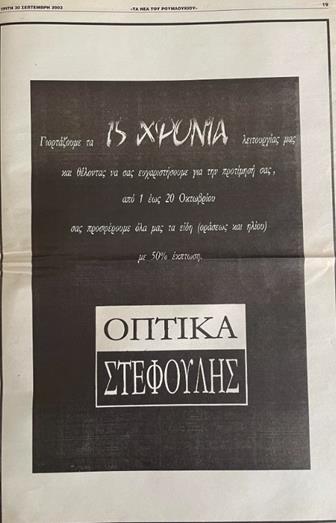 ΤΡΙΤΗ 30 ΣΕΠΤΕΜΒΡΗ 2003 «ΤΑ ΝΕΑ ΤΟΥ ΡΟΥΜΛΟΥΚΙΟΥ» 19
Γιορτάζουμε τα 15 ΧΡΟΝΙΑ λειτουργίας μας
και θέλοντας να σας ευχαριστήσουμε για την προτίμησή σας,
από 1 έως 20 Οκτωβρίου
σας προσφέρουμε όλα μας τα είδη (οράσεως και ηλίου)
με 50% έκπτωση.
ΟΠΤΙΚΑ
ΣΤΕΦΟΥΛΗΣ